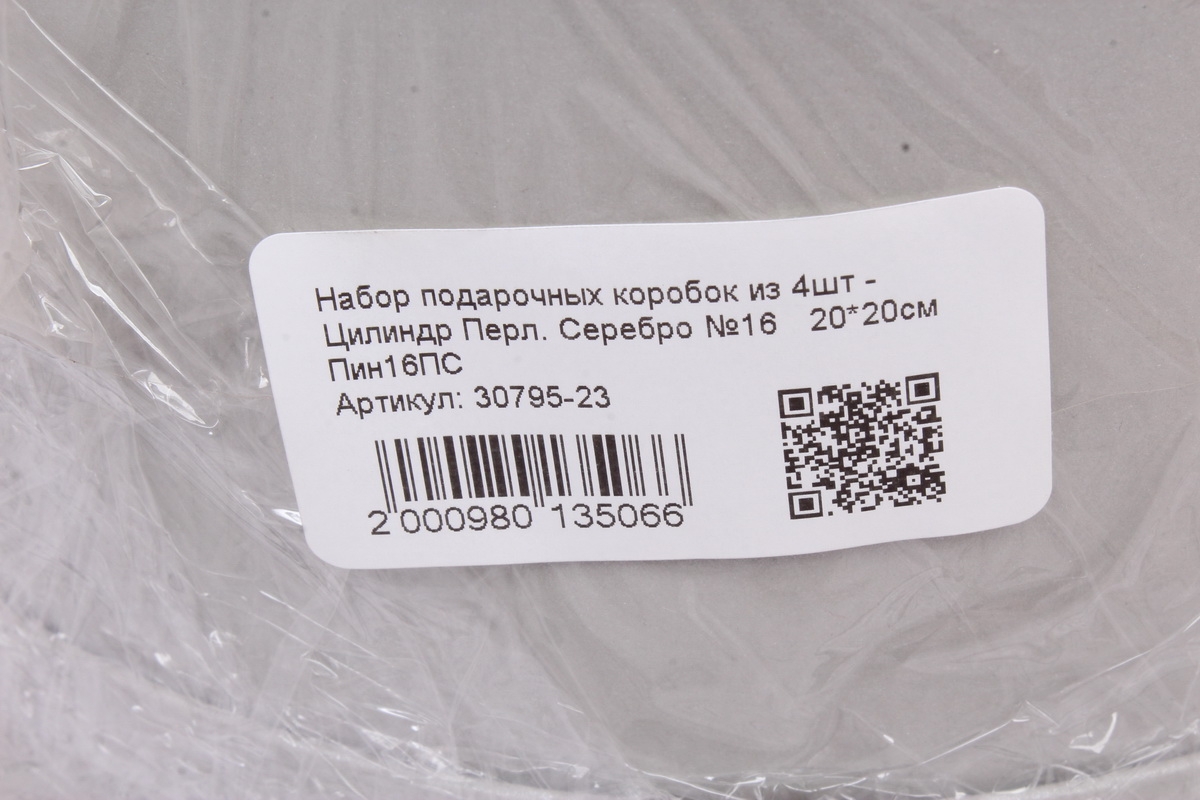 Набор подарочных коробок из 4шт -
Цилиндр Перл. Серебро №16 20*20см
Пин16ПС
Артикул: 30795-23
2 000980 135066